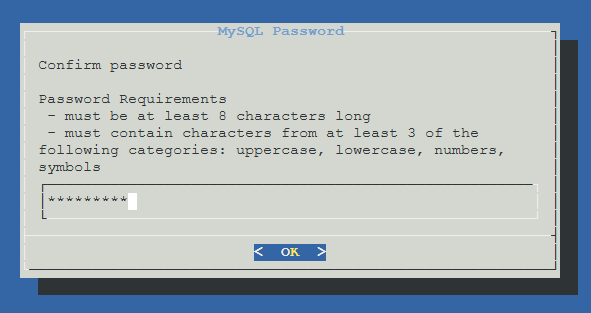 MySQL Password
Confirm password
Password Requirements
- must be at least 8 characters long
- must contain characters from at least 3 of the
following categories: uppercase, lowercase, numbers,
symbols
*********
< OK >